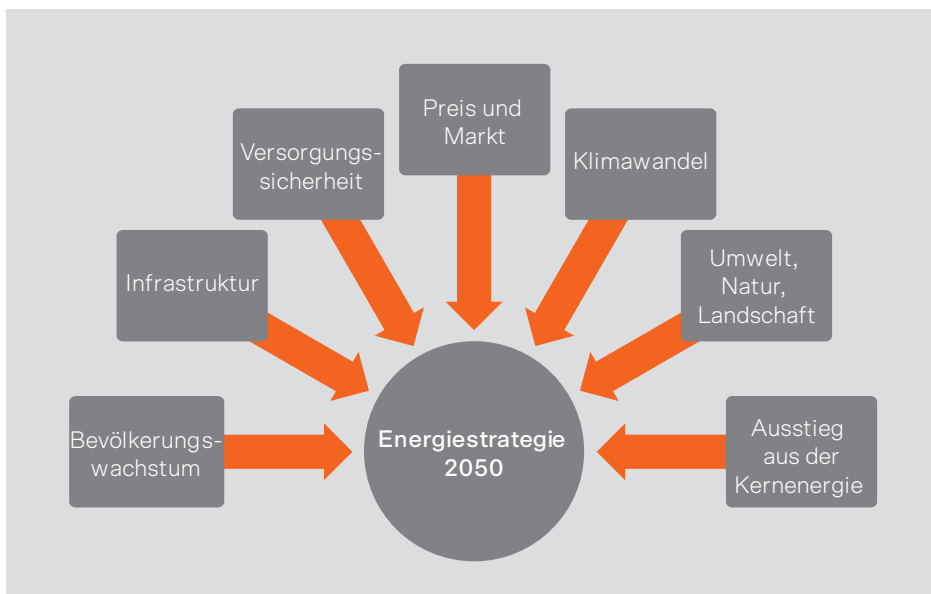 Preis und
Markt
Versorgungs-
sicherheit
Klimawandel
Infrastruktur
Umwelt,
Natur,
Landschaft
Bevölkerungs-
wachstum
Energiestrategie
2050
Ausstieg
aus der
Kernenergie